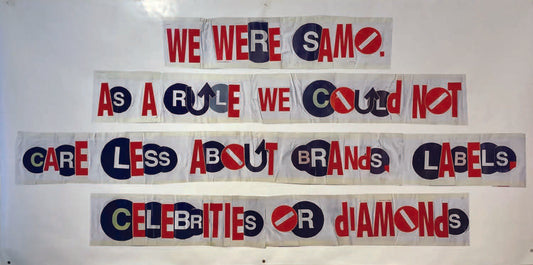 WE WERE SAMO.
AS A RULE WE COULD NOT
CARE LESS ABOUT BRANDS, LABELS,
CELEBRITIES OR DIAMONDS